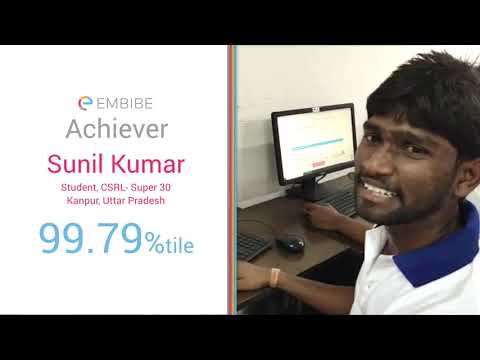 EMBIBE
Achiever
Sunil Kumar
Student, CSRL- Super 30
Kanpur, Uttar Pradesh
99.79%tile